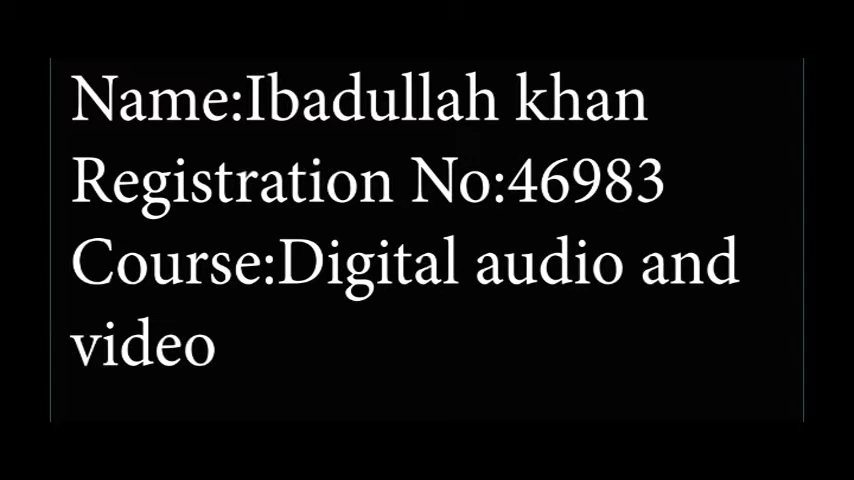 Name:Ibadullah khan
Registration No:46983
Course:Digital audio and
video